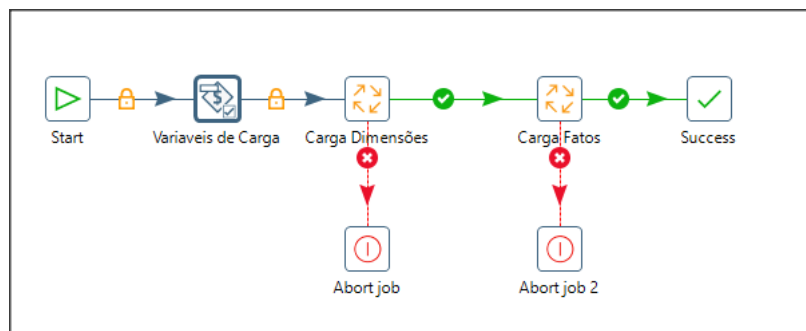 Start
Variaveis de Carga
Carga Dimensões
Carga Fatos
Success
Abort job
Abort job 2